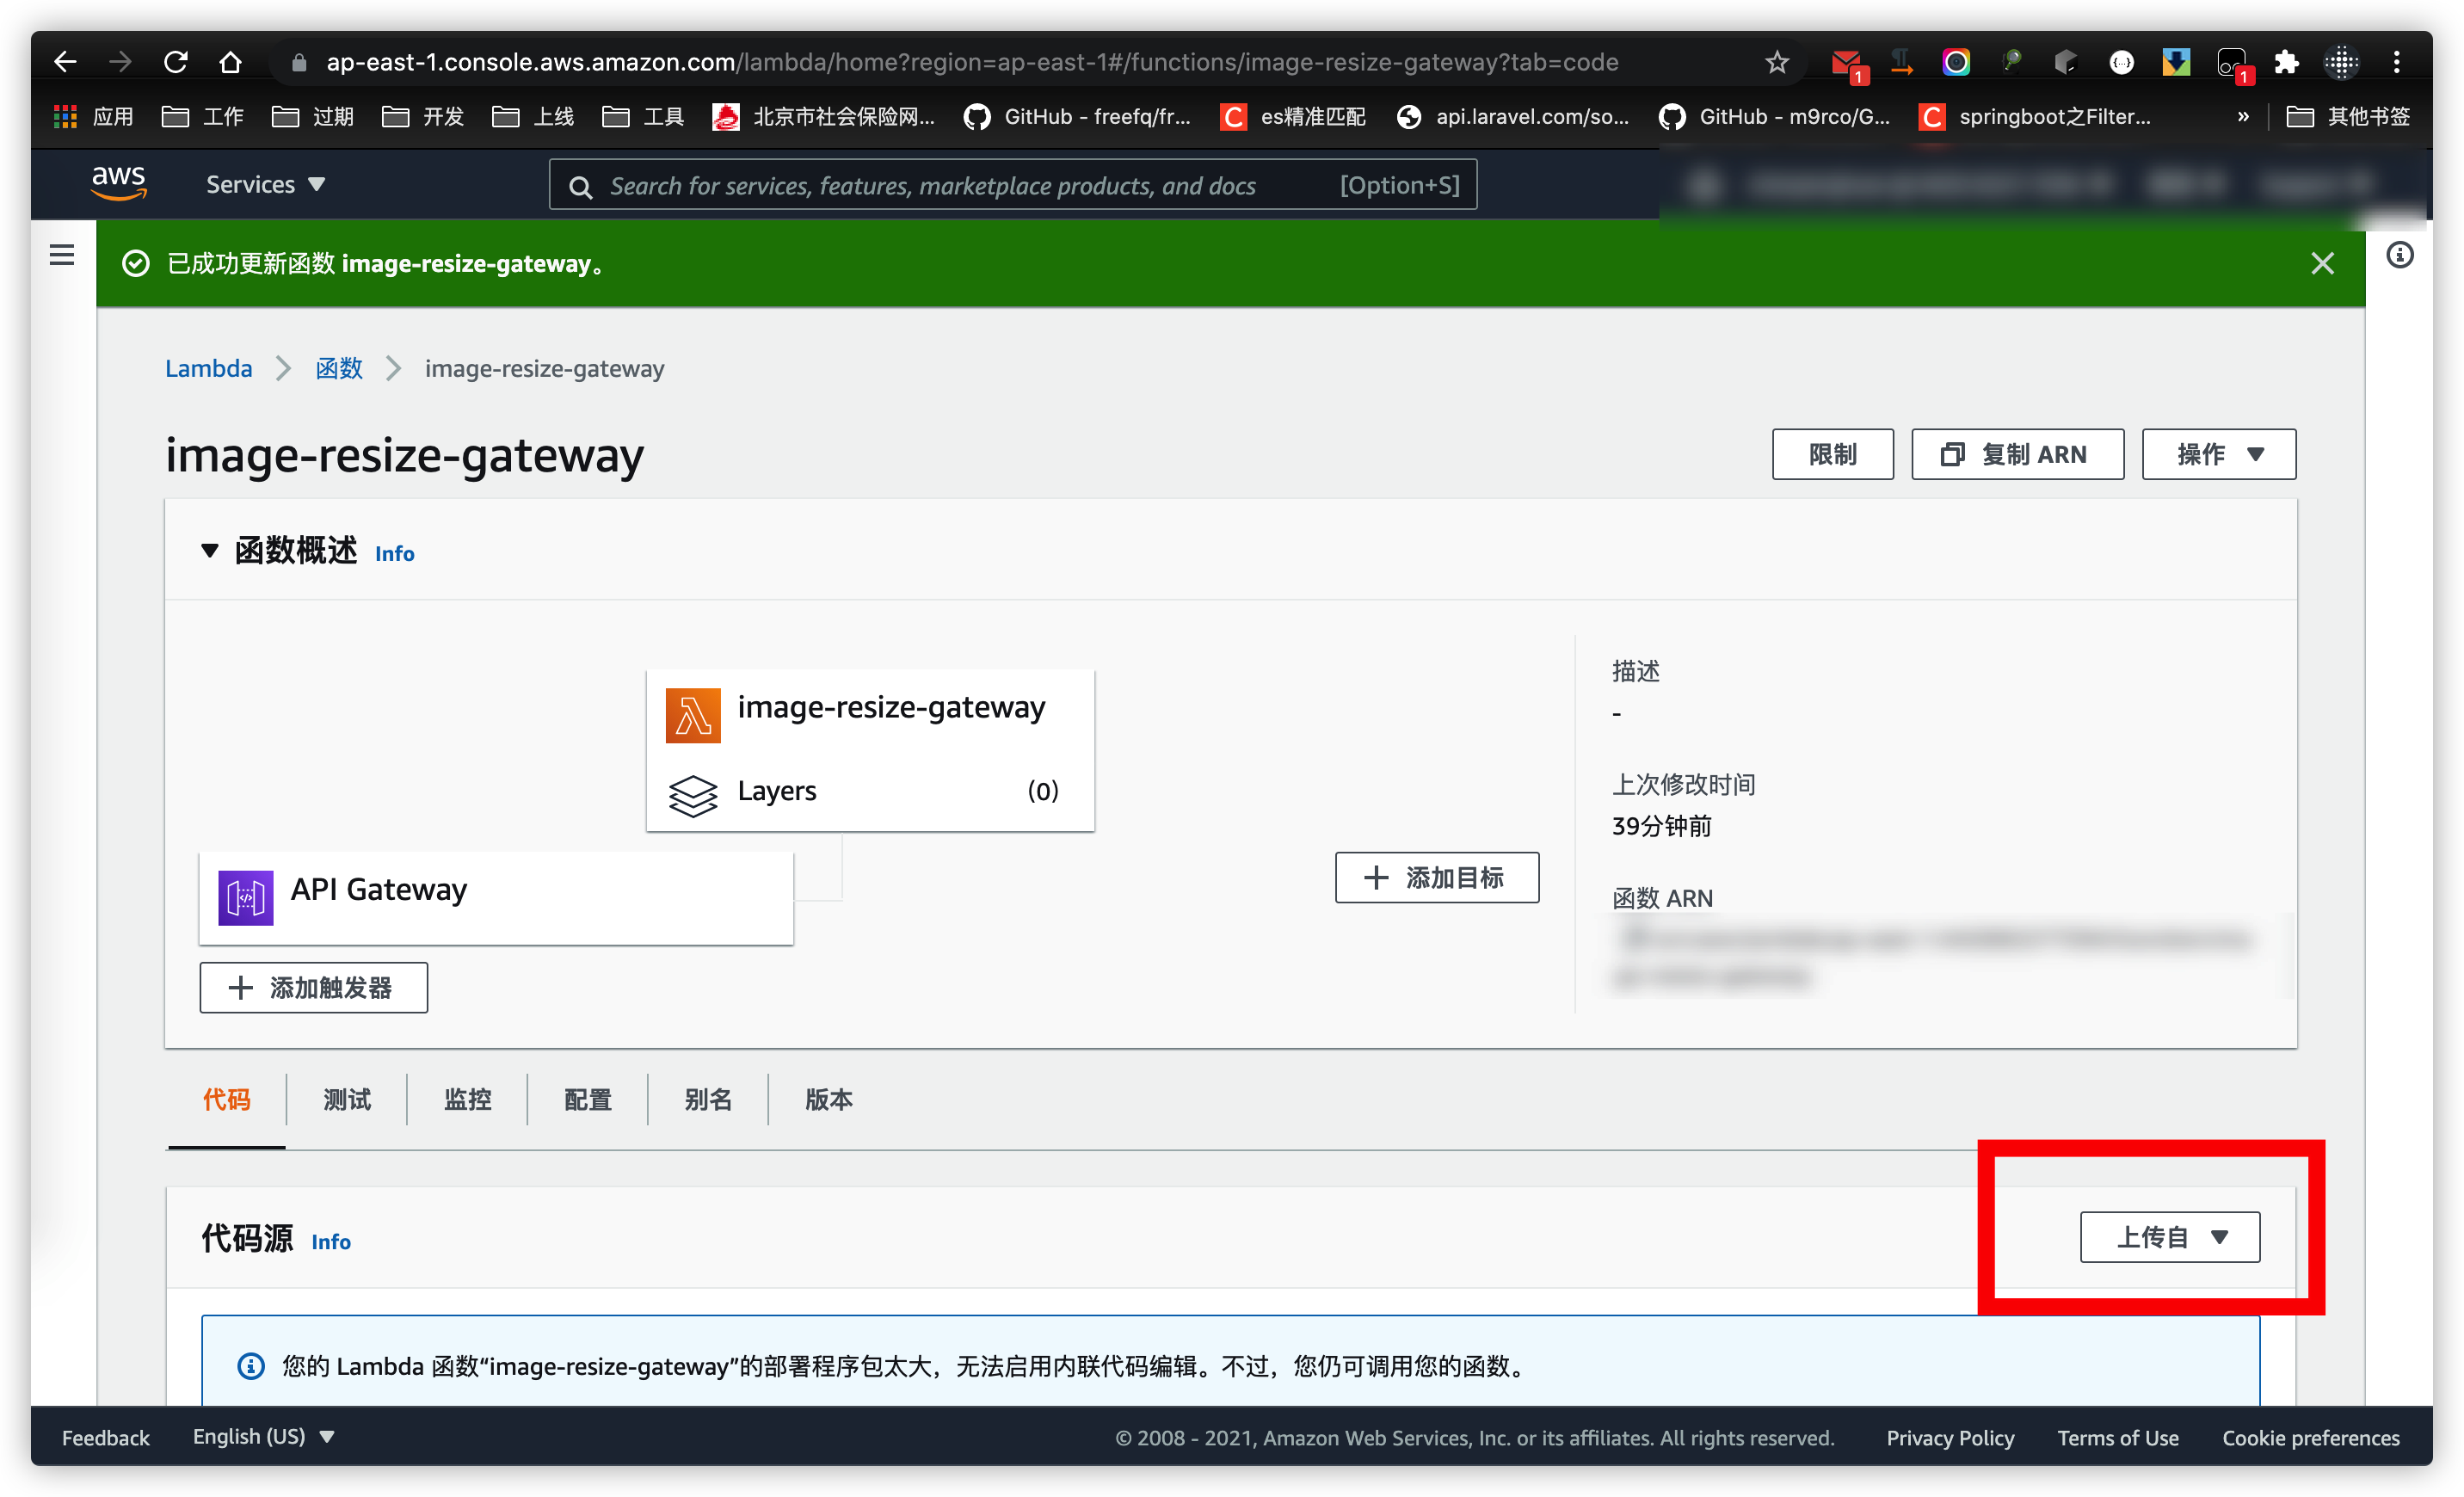 ap-east-1.console.aws.amazon.com/lambda/home?region=ap-east-1#/functions/image-resize-gateway?tab=code
1
1
应用 工作 过期 开发 上线 工具 北京市社会保险网... GitHub - freefq/fr... es精准匹配 api.laravel.com/so... GitHub - m9rco/G... springboot之Filter... » 其他书签
aws Services ▼ Search for services, features, marketplace products, and docs [Option+S]
已成功更新函数 image-resize-gateway。
Lambda > 函数 > image-resize-gateway
image-resize-gateway
限制 复制 ARN 操作 ▼
▼ 函数概述 Info
image-resize-gateway
Layers (0)
API Gateway
+ 添加触发器
+ 添加目标
描述
-
上次修改时间
39分钟前
函数 ARN
代码 测试 监控 配置 别名 版本
代码源 Info
上传自 ▼
您的 Lambda 函数“image-resize-gateway”的部署程序包太大，无法启用内联代码编辑。不过，您仍可调用您的函数。
Feedback English (US) ▼ © 2008 - 2021, Amazon Web Services, Inc. or its affiliates. All rights reserved. Privacy Policy Terms of Use Cookie preferences